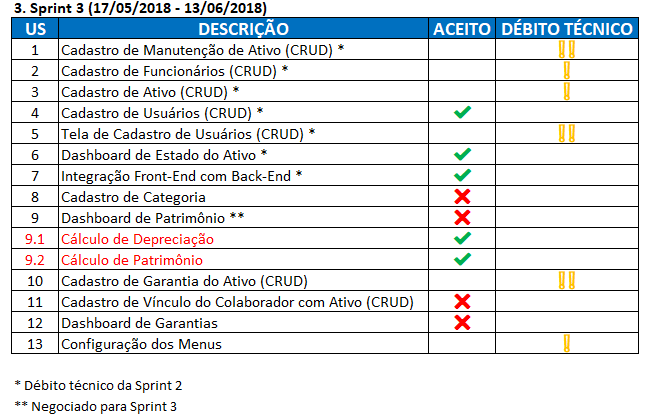 3. Sprint 3 (17/05/2018 - 13/06/2018)
US DESCRIÇÃO ACEITO DÉBITO TÉCNICO
1 Cadastro de Manutenção de Ativo (CRUD) *
2 Cadastro de Funcionários (CRUD) *
3 Cadastro de Ativo (CRUD) *
4 Cadastro de Usuários (CRUD) *
5 Tela de Cadastro de Usuários (CRUD) *
6 Dashboard de Estado do Ativo *
7 Integração Front-End com Back-End *
8 Cadastro de Categoria
9 Dashboard de Patrimônio **
9.1 Cálculo de Depreciação
9.2 Cálculo de Patrimônio
10 Cadastro de Garantia do Ativo (CRUD)
11 Cadastro de Vínculo do Colaborador com Ativo (CRUD)
12 Dashboard de Garantias
13 Configuração dos Menus
* Débito técnico da Sprint 2
** Negociado para Sprint 3